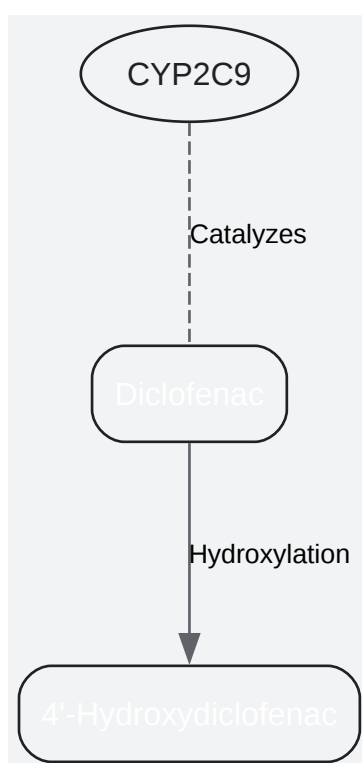 CYP2C9
Catalyzes
Diclofenac
Hydroxylation
4'-Hydroxydiclofenac